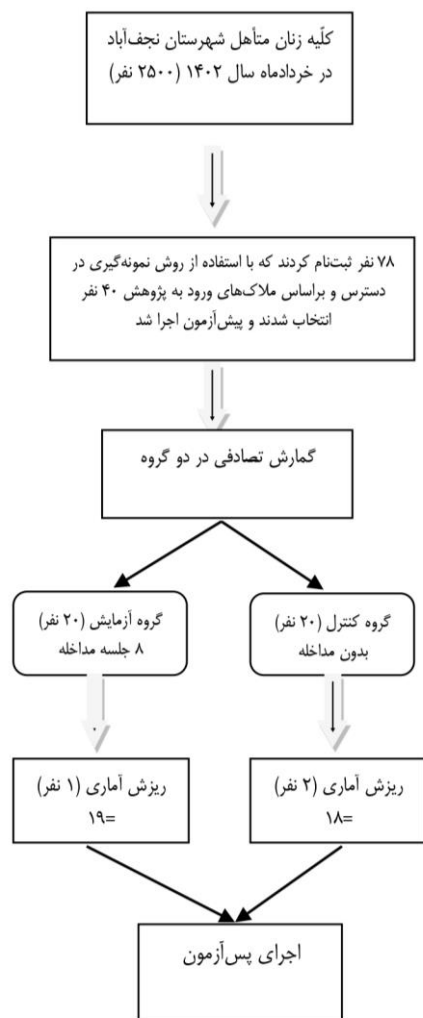 کلّیه زنان متأهل شهرستان نجف‌آباد
در خردادماه سال ۱۴۰۲ (۲۵۰۰ نفر)
۷۸ نفر ثبت‌نام کردند که با استفاده از روش نمونه‌گیری در
دسترس و براساس ملاک‌های ورود به پژوهش ۴۰ نفر
انتخاب شدند و پیش‌آزمون اجرا شد
گمارش تصادفی در دو گروه
گروه کنترل (۲۰ نفر)
بدون مداخله
گروه آزمایش (۲۰ نفر)
۸ جلسه مداخله
ریزش آماری (۲ نفر)
=۱۸
ریزش آماری (۱ نفر)
=۱۹
اجرای پس‌آزمون